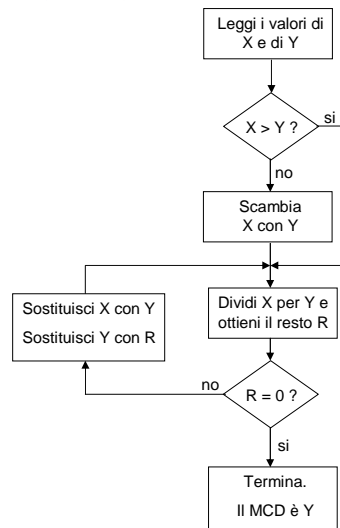 Leggi i valori di
X e di Y
X > Y ?
si
no
Scambia
X con Y
Sostituisci X con Y
Sostituisci Y con R
Dividi X per Y e
ottieni il resto R
no
R = 0 ?
si
Termina.
Il MCD è Y